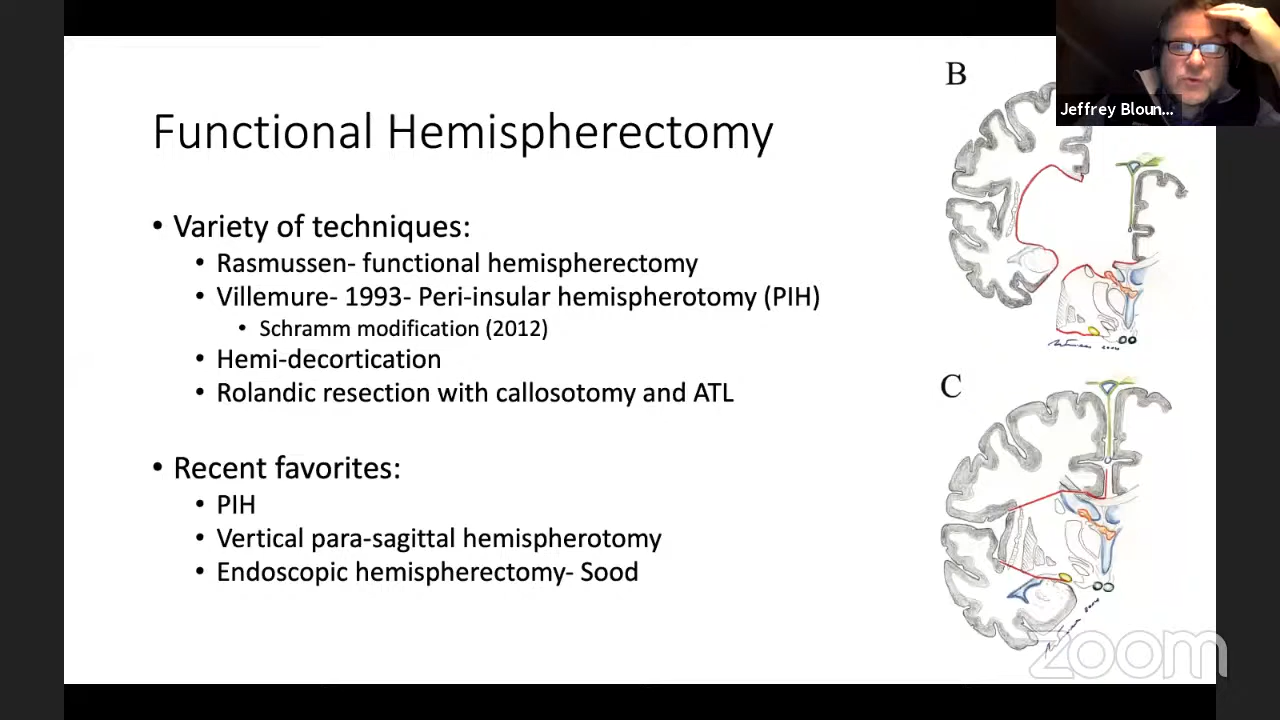 B
Jeffrey Bloun...
Functional Hemispherectomy
• Variety of techniques:
• Rasmussen- functional hemispherectomy
• Villemure- 1993- Peri-insular hemispherotomy (PIH)
• Schramm modification (2012)
• Hemi-decortication
• Rolandic resection with callosotomy and ATL
C
• Recent favorites:
• PIH
• Vertical para-sagittal hemispherotomy
• Endoscopic hemispherectomy- Sood
zoom